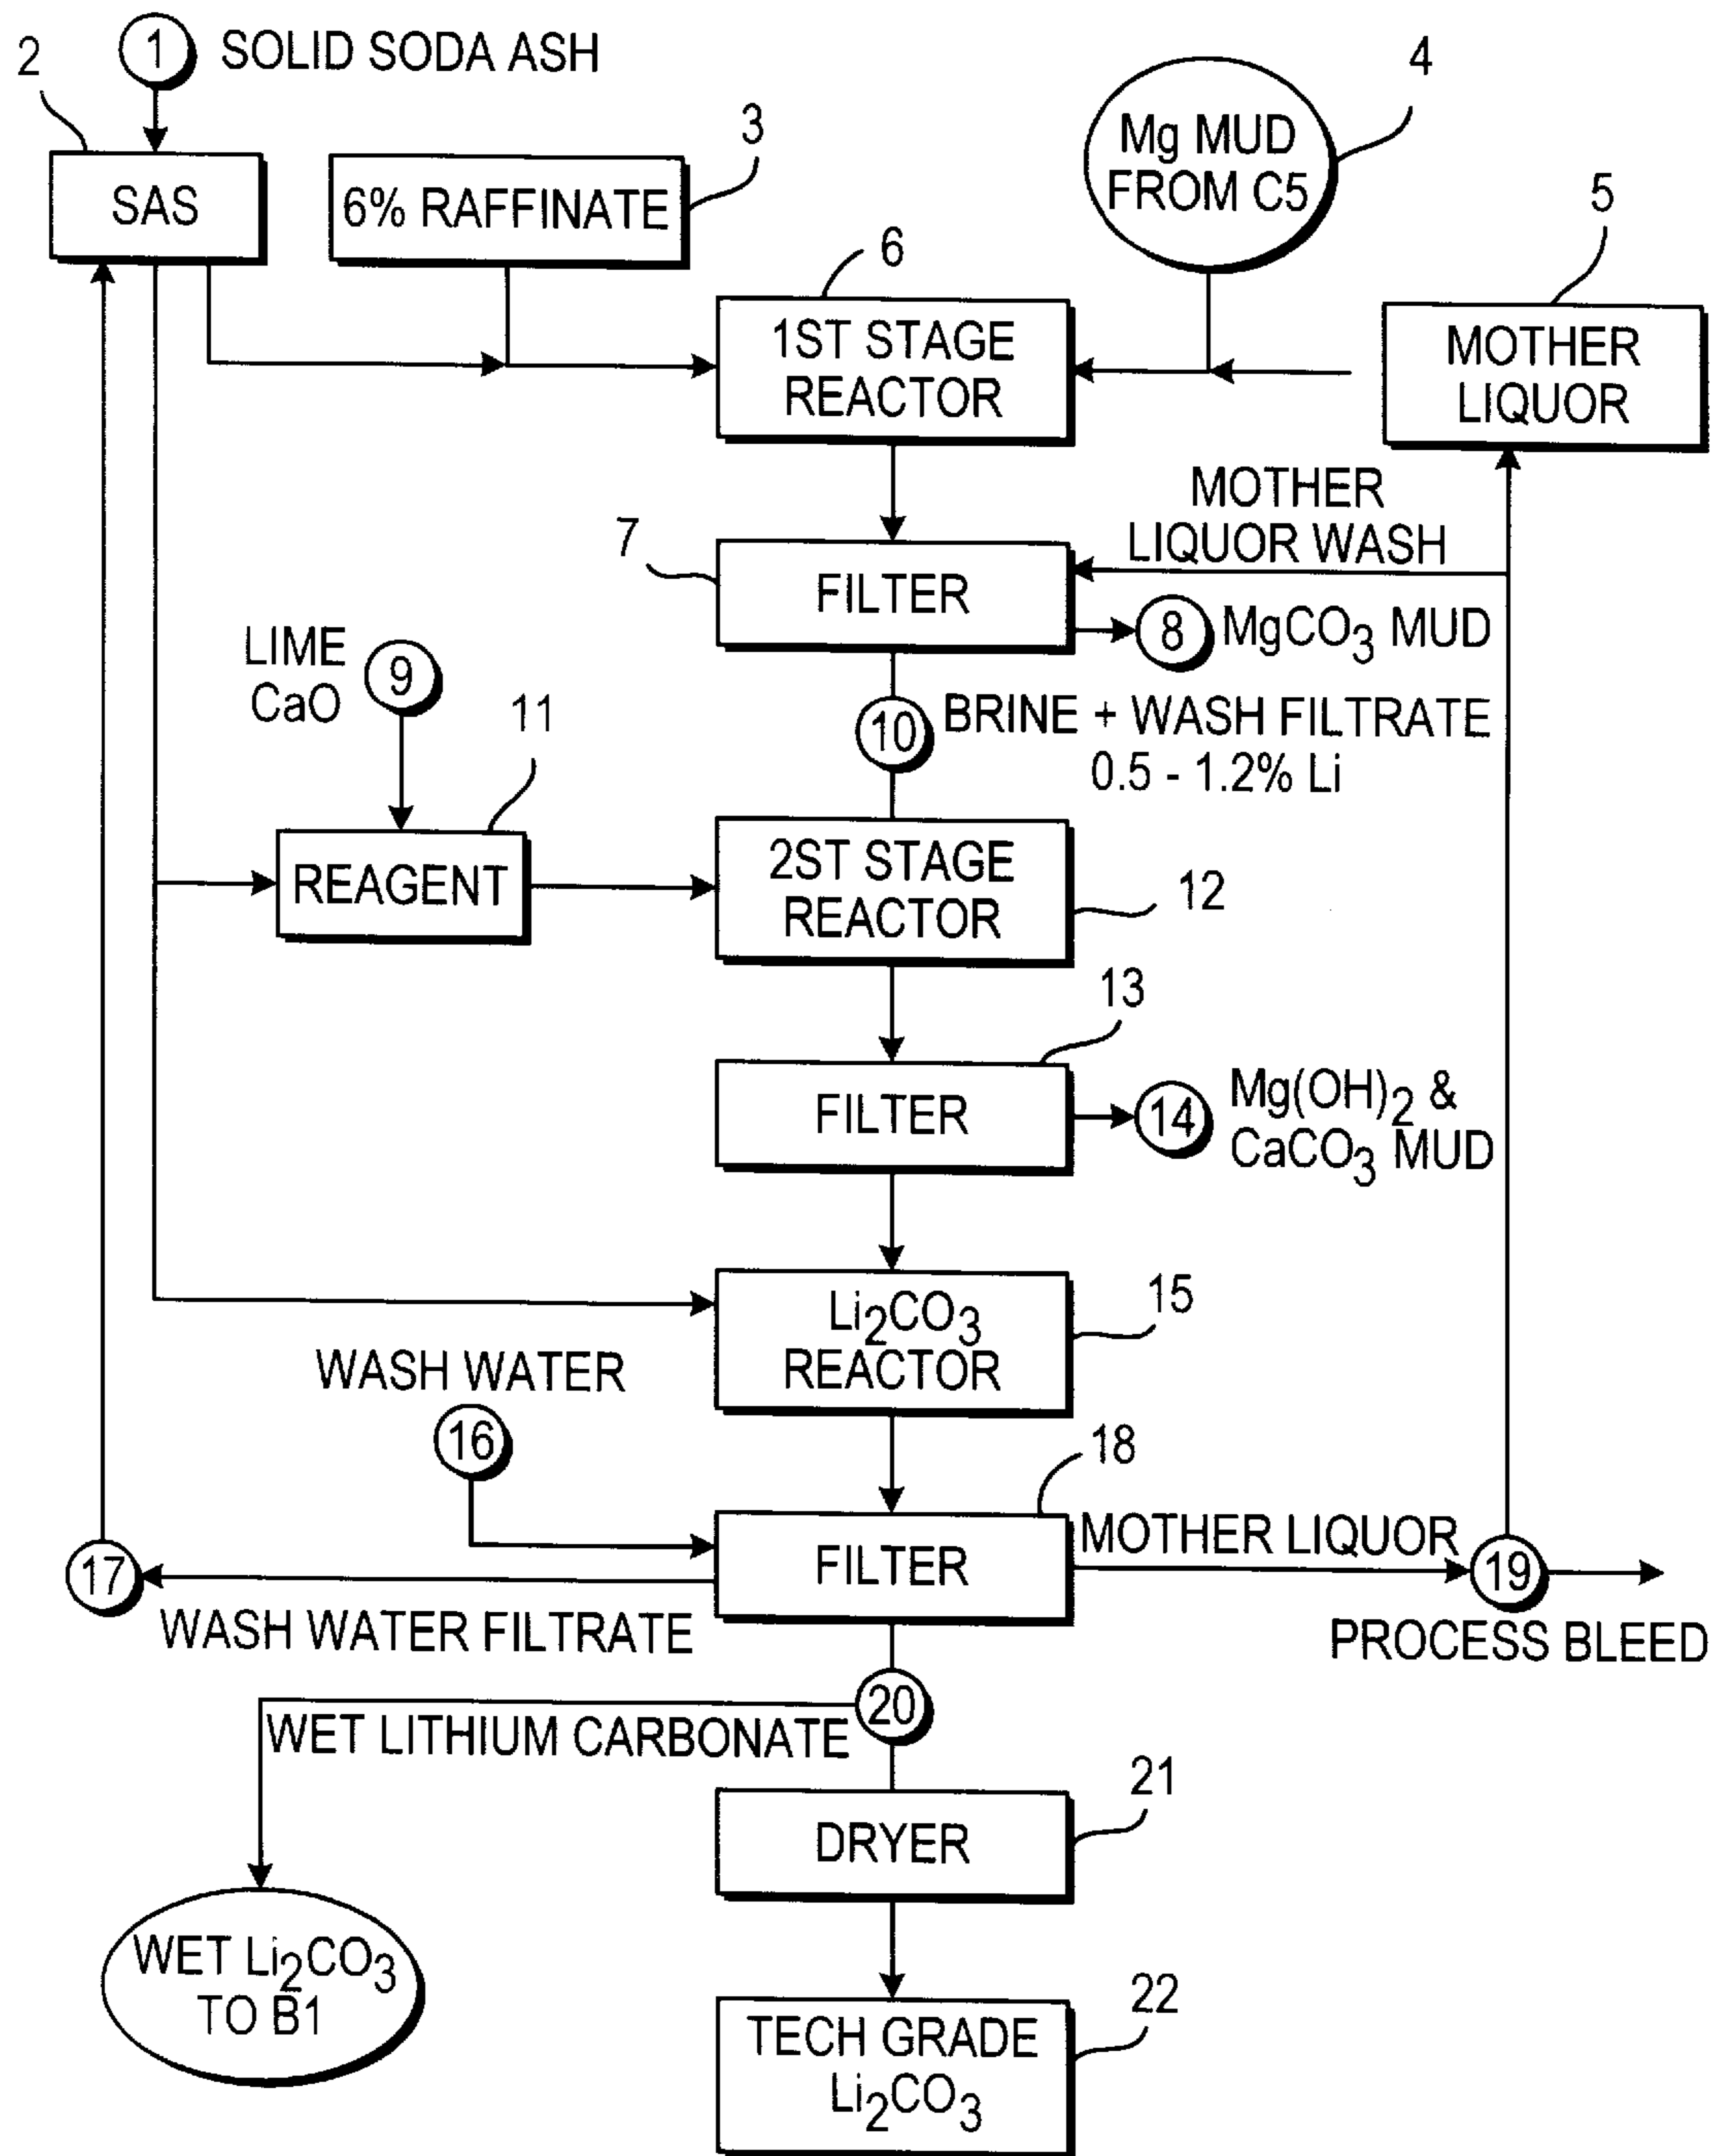 2
1
SOLID SODA ASH
4
3
Mg MUD
FROM C5
SAS
6% RAFFINATE
5
6
1ST STAGE
REACTOR
MOTHER
LIQUOR
MOTHER
LIQUOR WASH
7
FILTER
8
MgCO3 MUD
LIME
CaO
9
10
BRINE + WASH FILTRATE
0.5 - 1.2% Li
11
REAGENT
2ST STAGE
REACTOR
12
13
FILTER
14
Mg(OH)2 &
CaCO3 MUD
Li2CO3
REACTOR
15
WASH WATER
16
18
FILTER
MOTHER LIQUOR
17
19
WASH WATER FILTRATE
PROCESS BLEED
20
WET LITHIUM CARBONATE
21
DRYER
WET Li2CO3
TO B1
22
TECH GRADE
Li2CO3